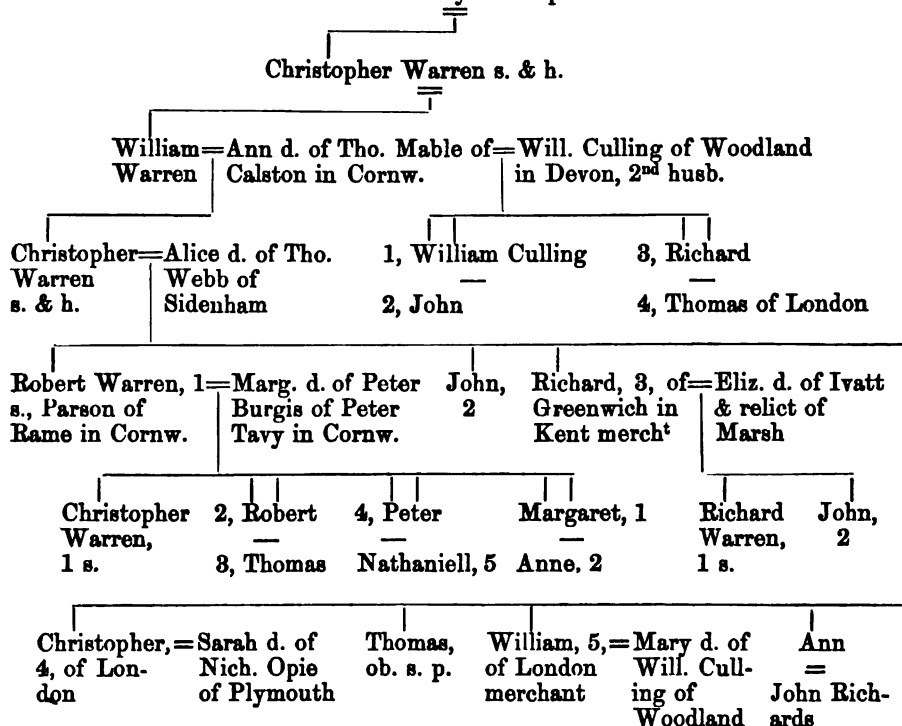 Christopher Warren s. & h.
William=Ann d. of Tho. Mable of=Will. Culling of Woodland
Warren Calston in Cornw. in Devon, 2nd husb.
Christopher=Alice d. of Tho. 1, William Culling 3, Richard
Warren Webb of — —
s. & h. Sidenham 2, John 4, Thomas of London
Robert Warren, 1=Marg. d. of Peter John, Richard, 3, of=Eliz. d. of Ivatt
s., Parson of Burgis of Peter 2 Greenwich in & relict of
Rame in Cornw. Tavy in Cornw. Kent mercht Marsh
Christopher 2, Robert 4, Peter Margaret, 1 Richard John,
Warren, — — — Warren, 2
1 s. 3, Thomas Nathaniell, 5 Anne, 2 1 s.
Christopher,=Sarah d. of Thomas, William, 5,=Mary d. of Ann
4, of Lon- Nich. Opie ob. s. p. of London Will. Cull- =
don of Plymouth merchant ing of John Rich-
Woodland ards